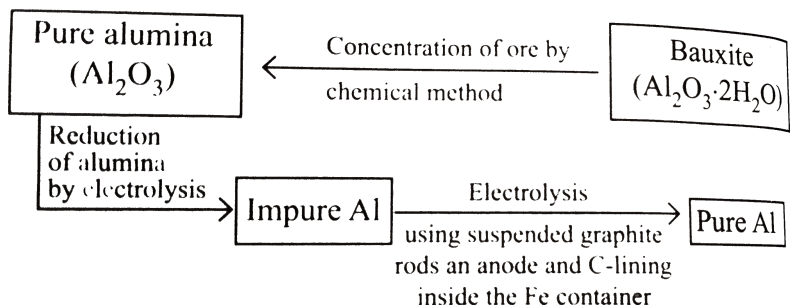 Pure alumina
(Al₂O₃)
Concentration of ore by
chemical method
Bauxite
(Al₂O₃·2H₂O)
Reduction
of alumina
by electrolysis
Impure Al
Electrolysis
using suspended graphite
rods an anode and C-lining
inside the Fe container
Pure Al